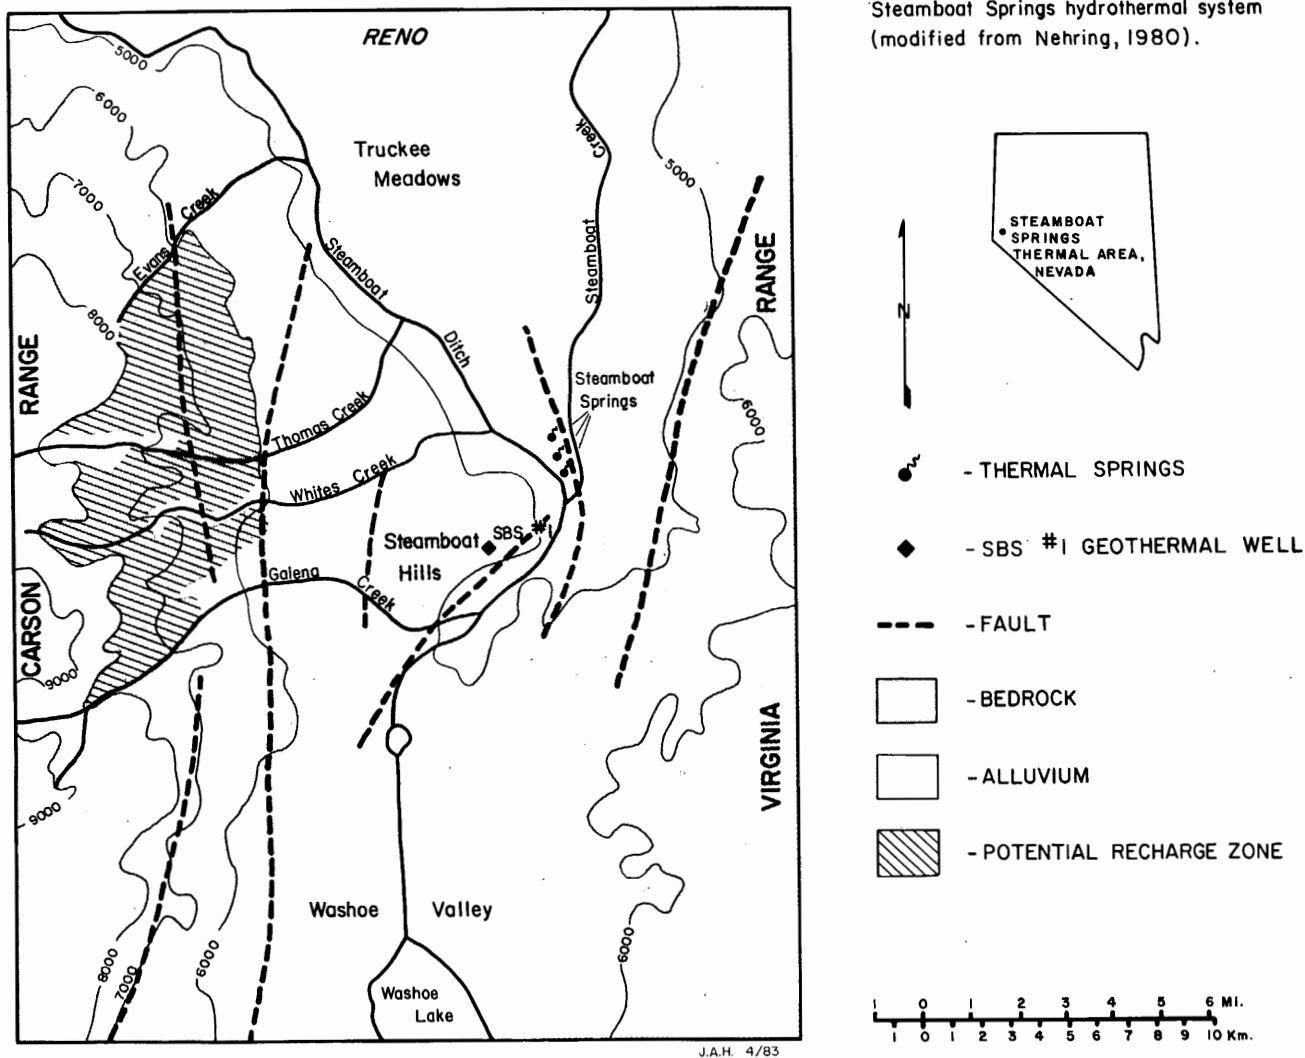 Steamboat Springs hydrothermal system
(modified from Nehring, 1980).
RENO
Truckee
Meadows
5000
6000
7000
8000
Evans Creek
Steamboat Ditch
Creek
Steamboat
5000
RANGE
RANGE
Steamboat
Springs
6000
Thomas Creek
Whites Creek
Steamboat
Hills
SBS #1
Galena Creek
CARSON
9000
9000
VIRGINIA
Washoe Valley
8000
7000
6000
6000
Washoe
Lake
J.A.H. 4/83
STEAMBOAT
SPRINGS
THERMAL AREA,
NEVADA
N
- THERMAL SPRINGS
- SBS #1 GEOTHERMAL WELL
- FAULT
- BEDROCK
- ALLUVIUM
- POTENTIAL RECHARGE ZONE
1 0 1 2 3 4 5 6 MI.
1 0 1 2 3 4 5 6 7 8 9 10 Km.